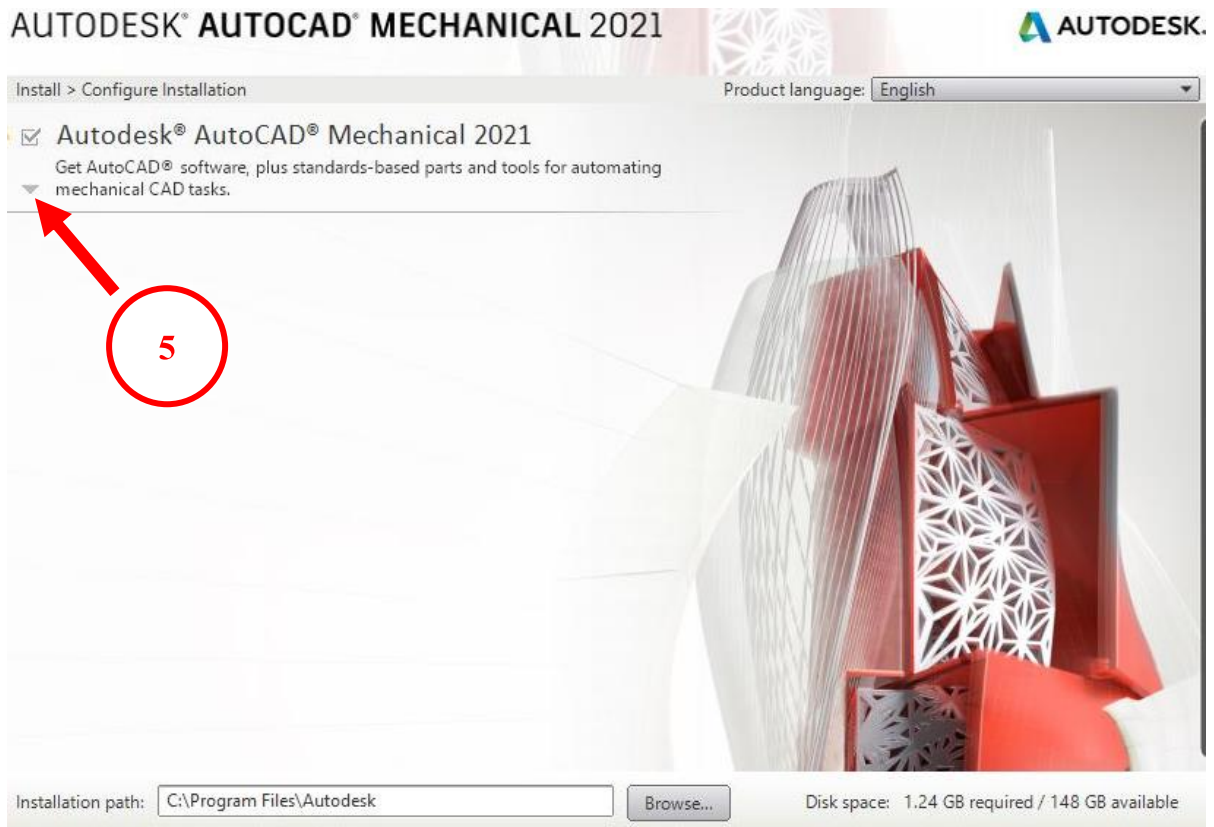 AUTODESK® AUTOCAD® MECHANICAL 2021
AUTODESK.
Install > Configure Installation
Product language: English
Autodesk® AutoCAD® Mechanical 2021
Get AutoCAD® software, plus standards-based parts and tools for automating
mechanical CAD tasks.
5
Installation path: C:\Program Files\Autodesk Browse... Disk space: 1.24 GB required / 148 GB available